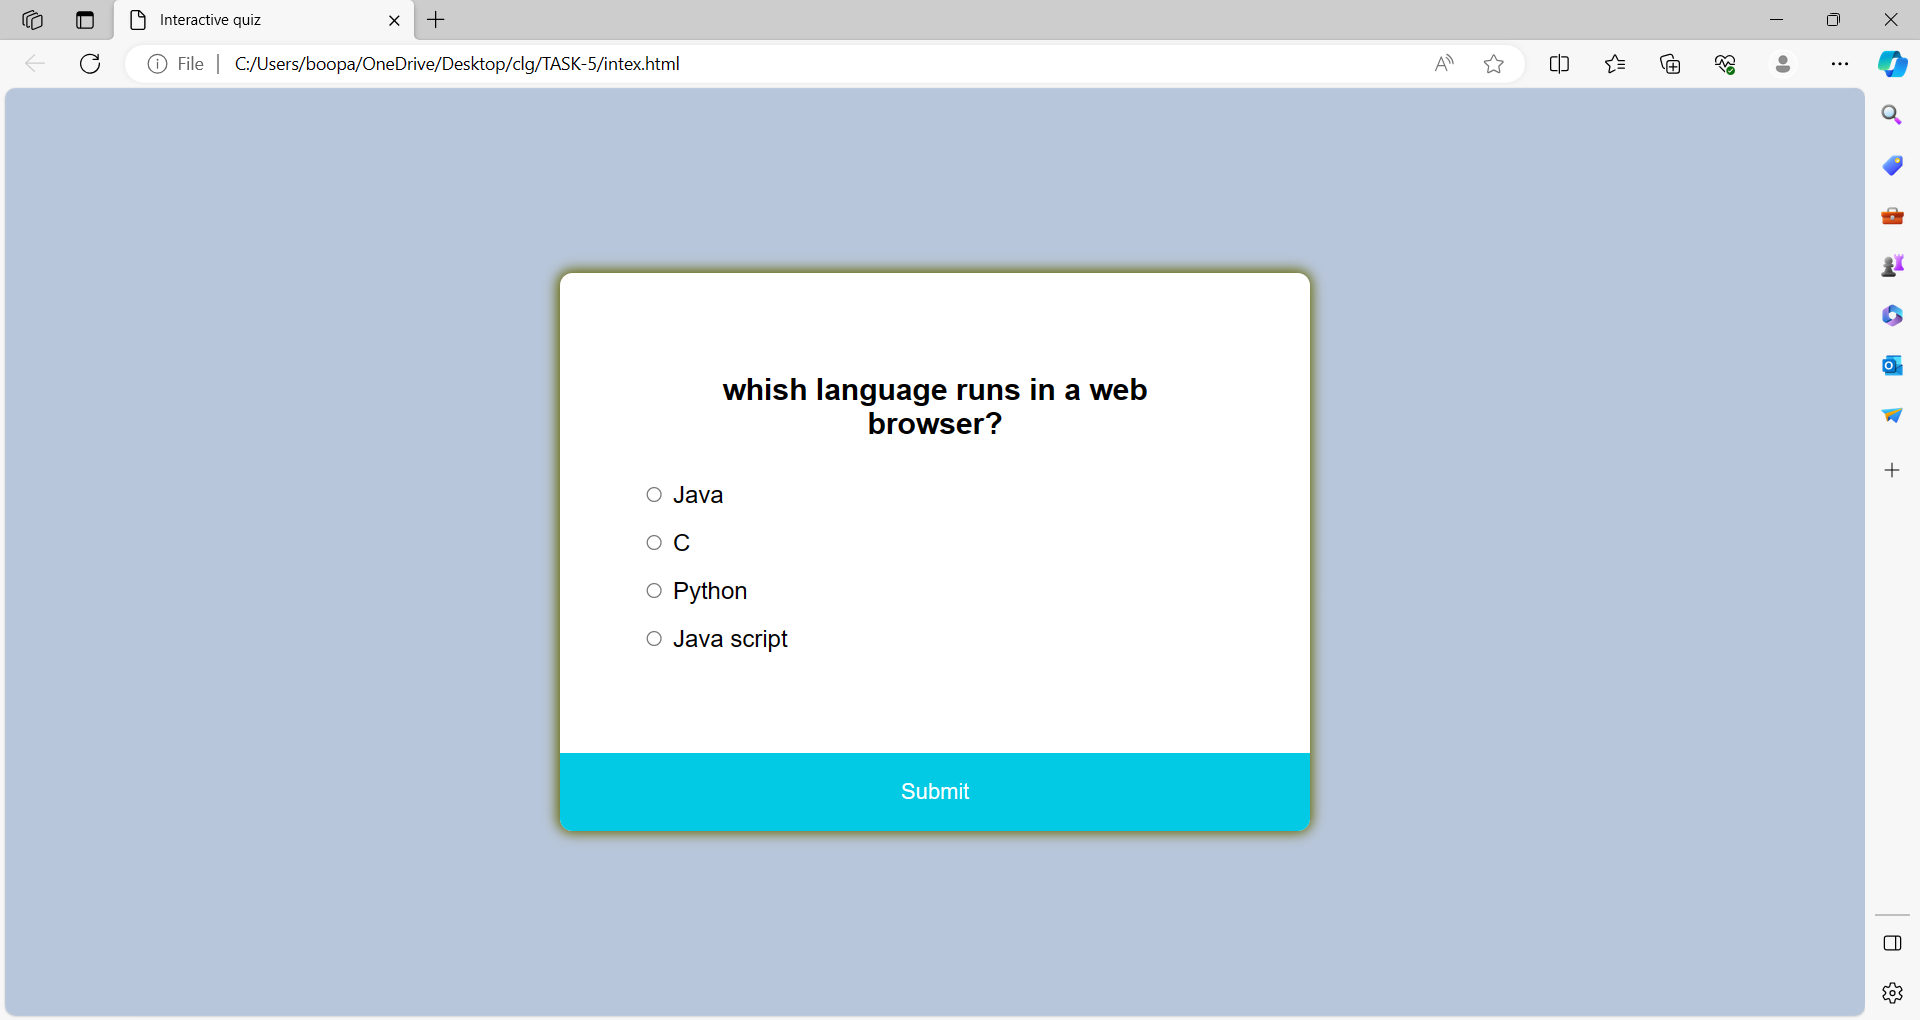 Interactive quiz
File
C:/Users/boopa/OneDrive/Desktop/clg/TASK-5/intex.html
whish language runs in a web
browser?
Java
C
Python
Java script
Submit